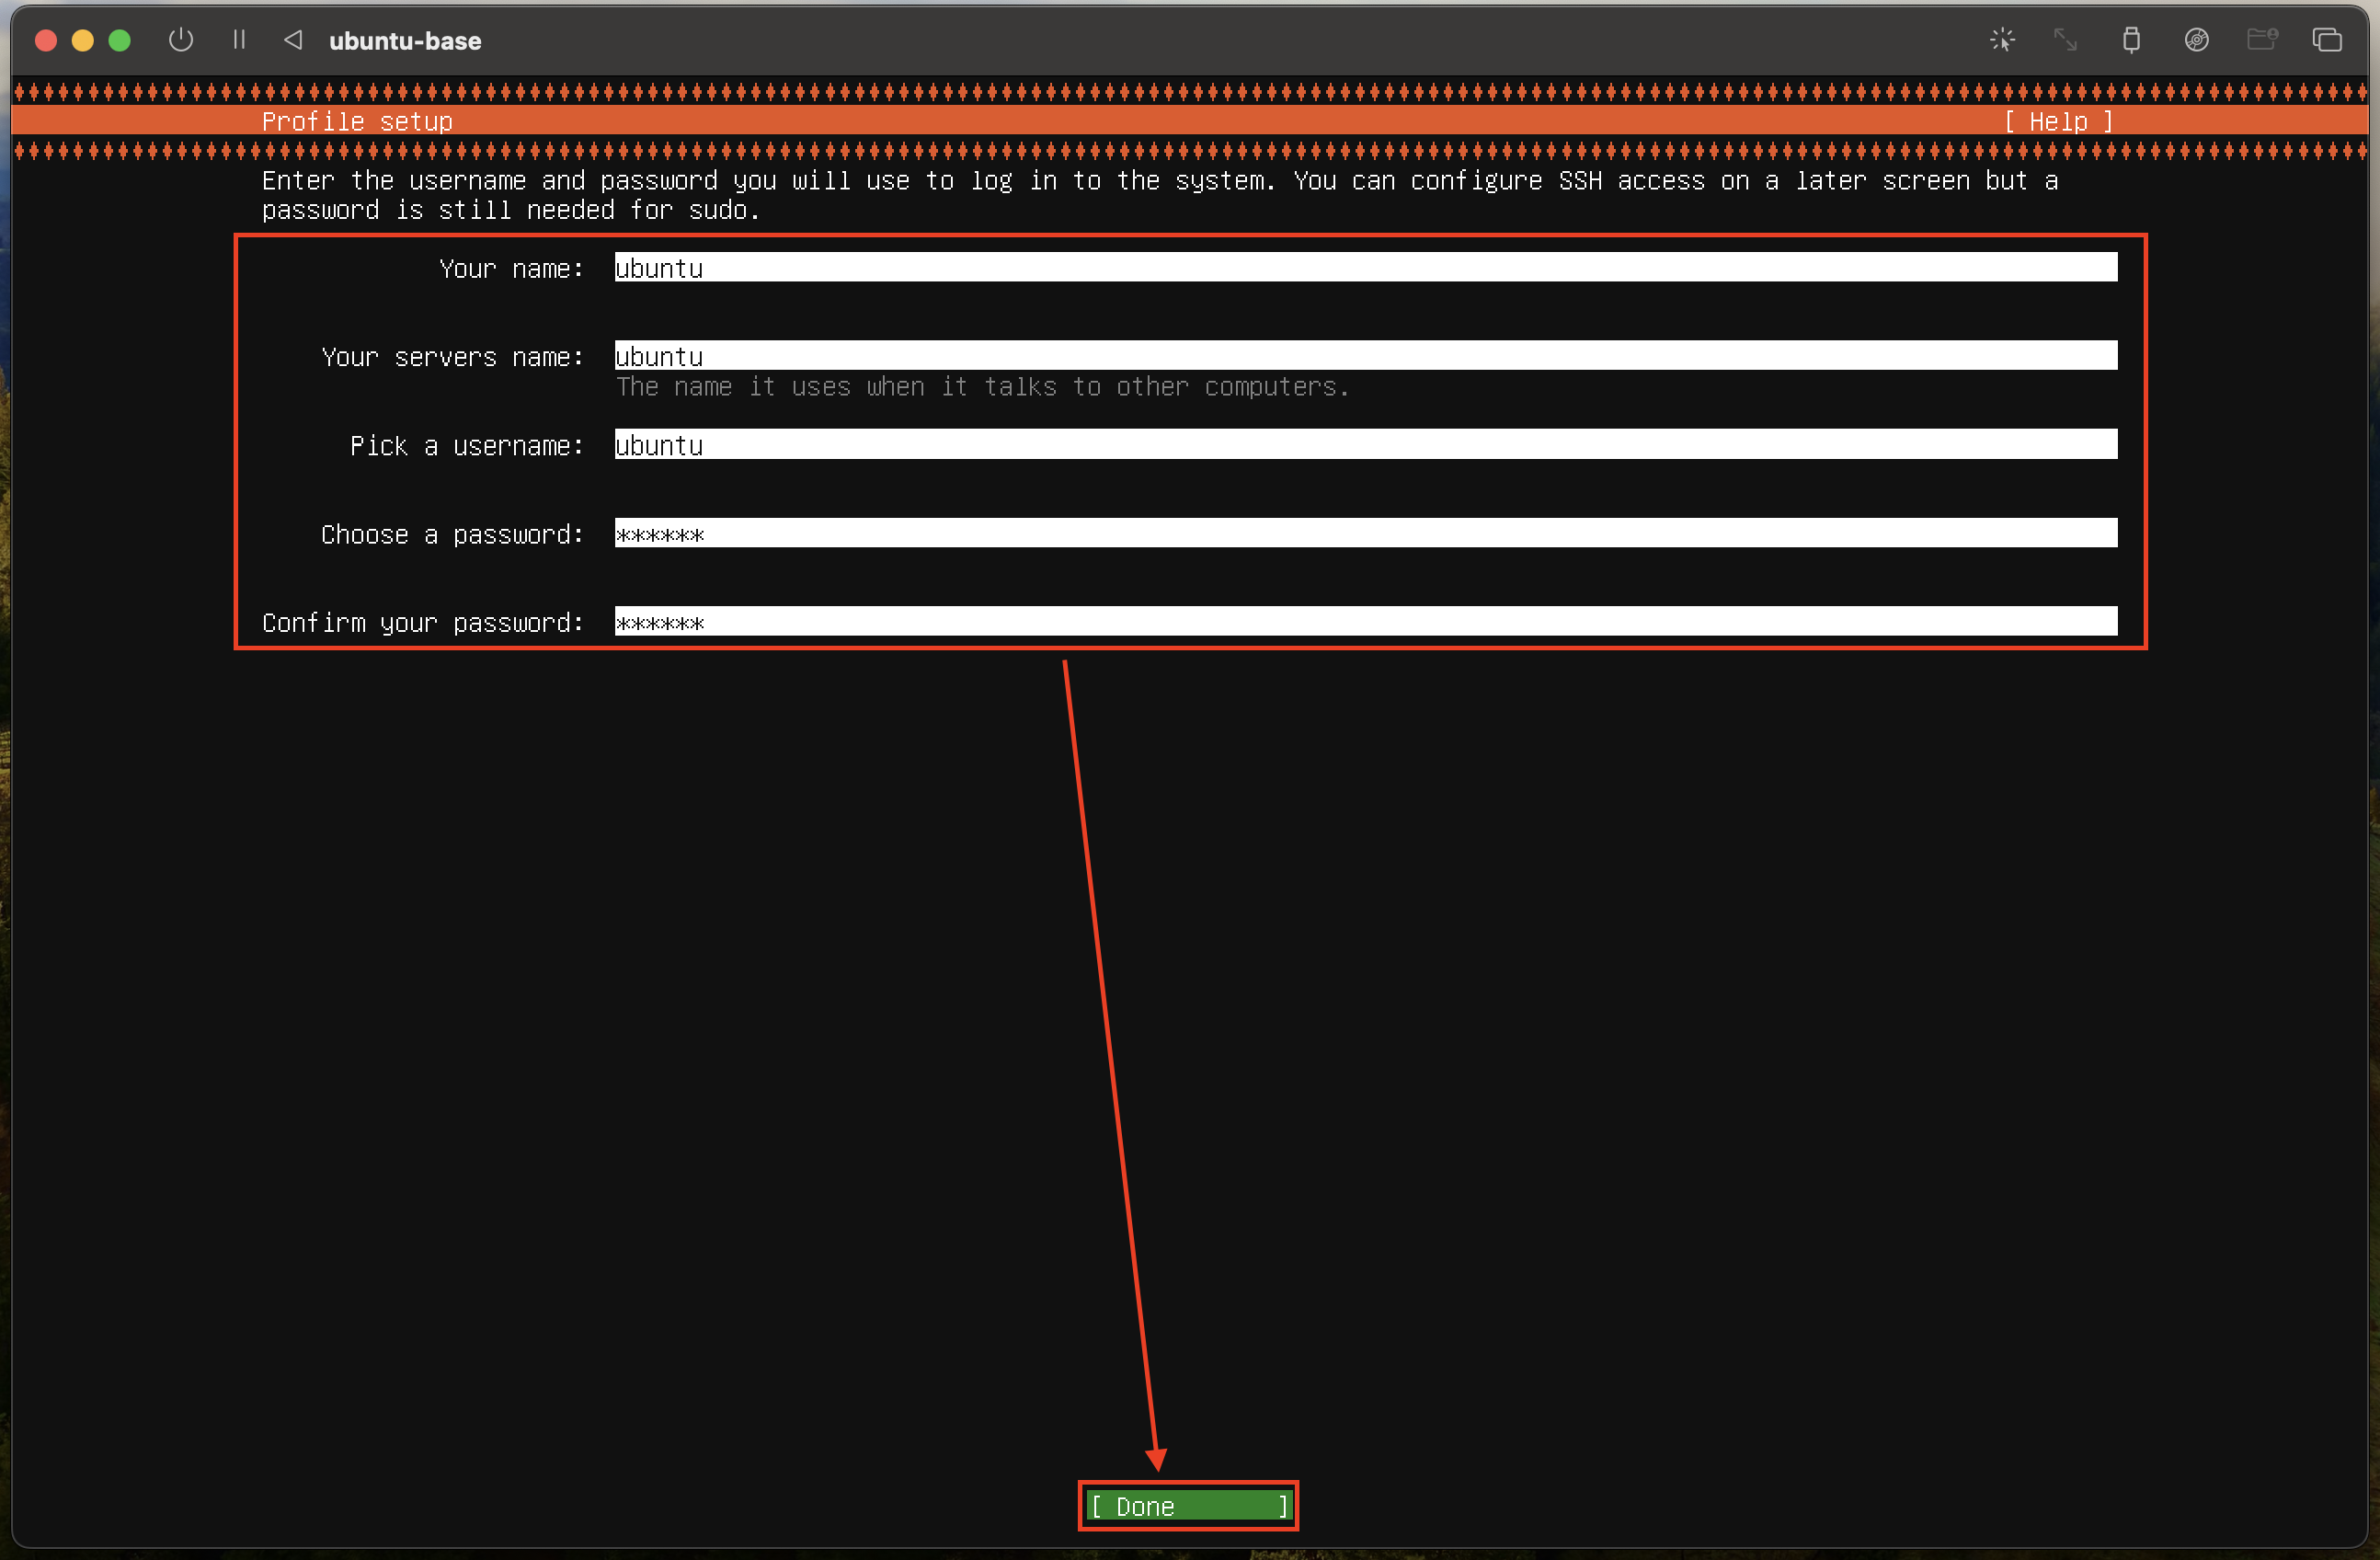 ubuntu-base
Profile setup [ Help ]
Enter the username and password you will use to log in to the system. You can configure SSH access on a later screen but a
password is still needed for sudo.
Your name: ubuntu
Your servers name: ubuntu
The name it uses when it talks to other computers.
Pick a username: ubuntu
Choose a password: ******
Confirm your password: ******
[ Done ]